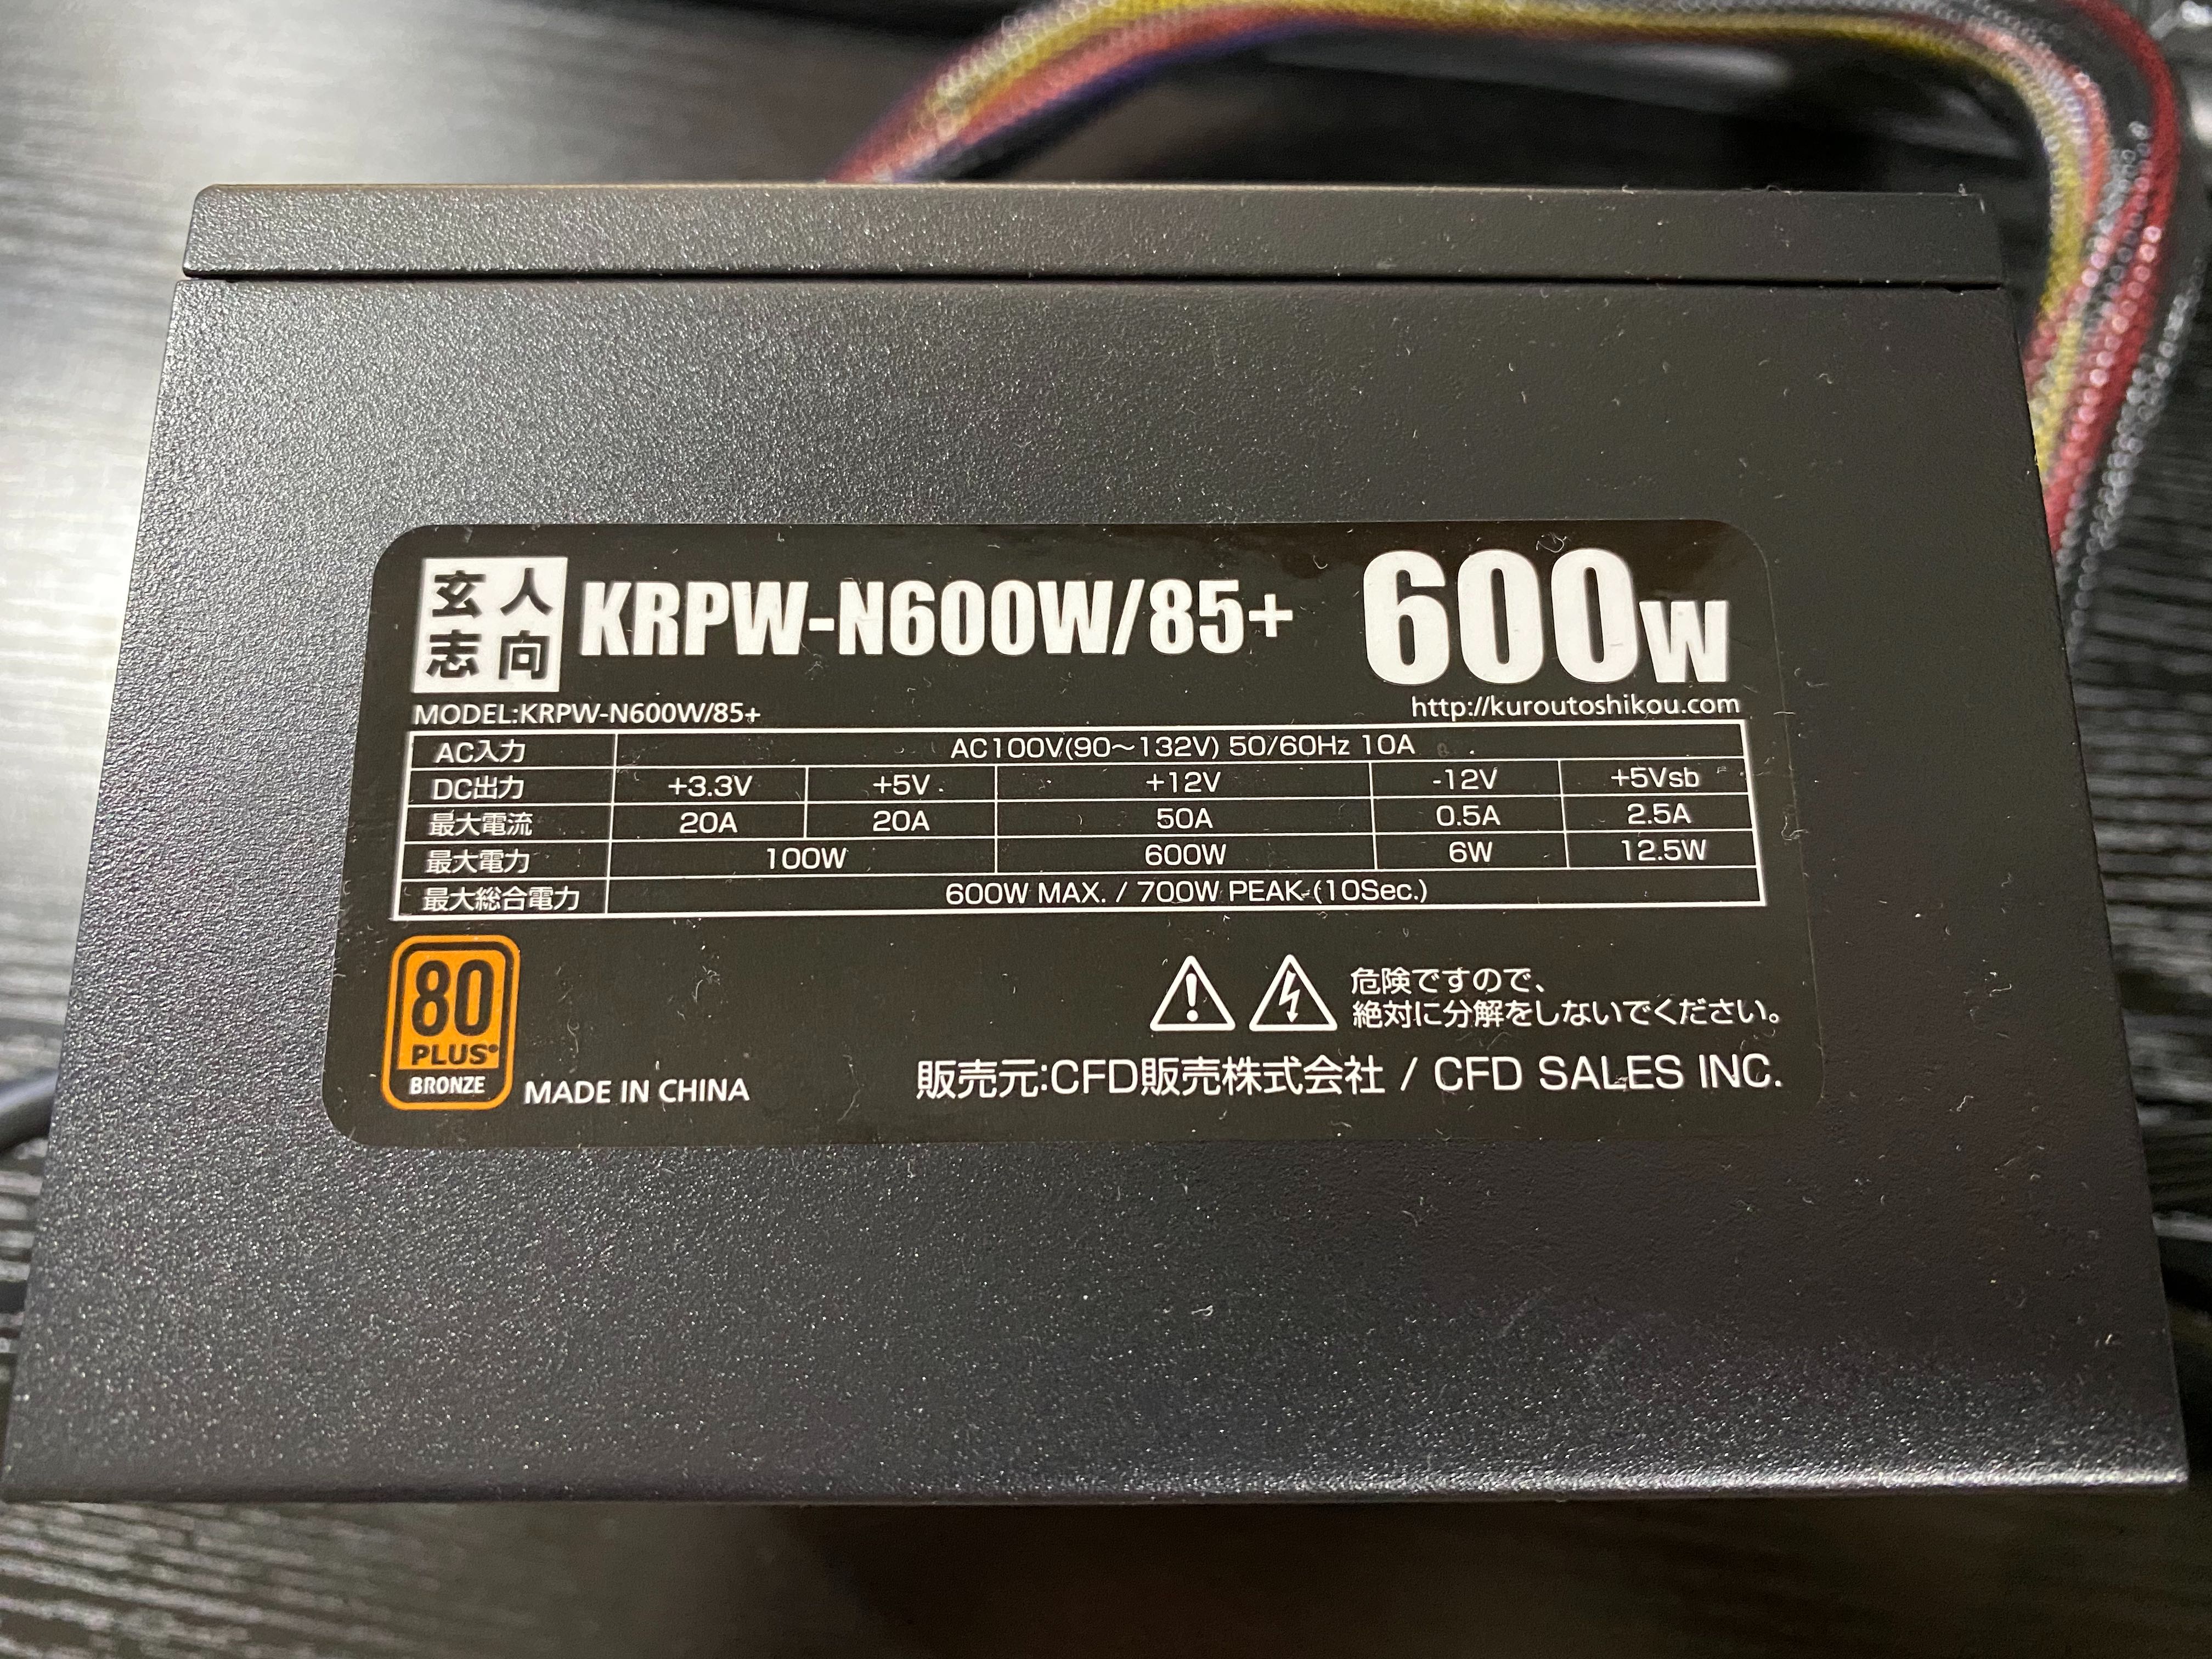 玄人
志向
KRPW-N600W/85+
600W
MODEL:KRPW-N600W/85+
http://kuroutoshikou.com
AC入力 AC100V(90～132V) 50/60Hz 10A
DC出力 +3.3V +5V +12V -12V +5Vsb
最大電流 20A 20A 50A 0.5A 2.5A
最大電力 100W 600W 6W 12.5W
最大総合電力 600W MAX. / 700W PEAK (10Sec.)
80
PLUS®
BRONZE
MADE IN CHINA
危険ですので、
絶対に分解をしないでください。
販売元:CFD販売株式会社 / CFD SALES INC.